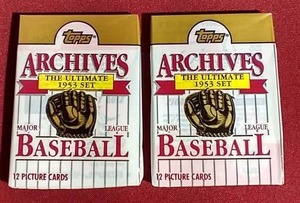 Topps
ARCHIVES
THE ULTIMATE
1953 SET
MAJOR LEAGUE
BASEBALL
12 PICTURE CARDS
Topps
ARCHIVES
THE ULTIMATE
1953 SET
MAJOR LEAGUE
BASEBALL
12 PICTURE CARDS